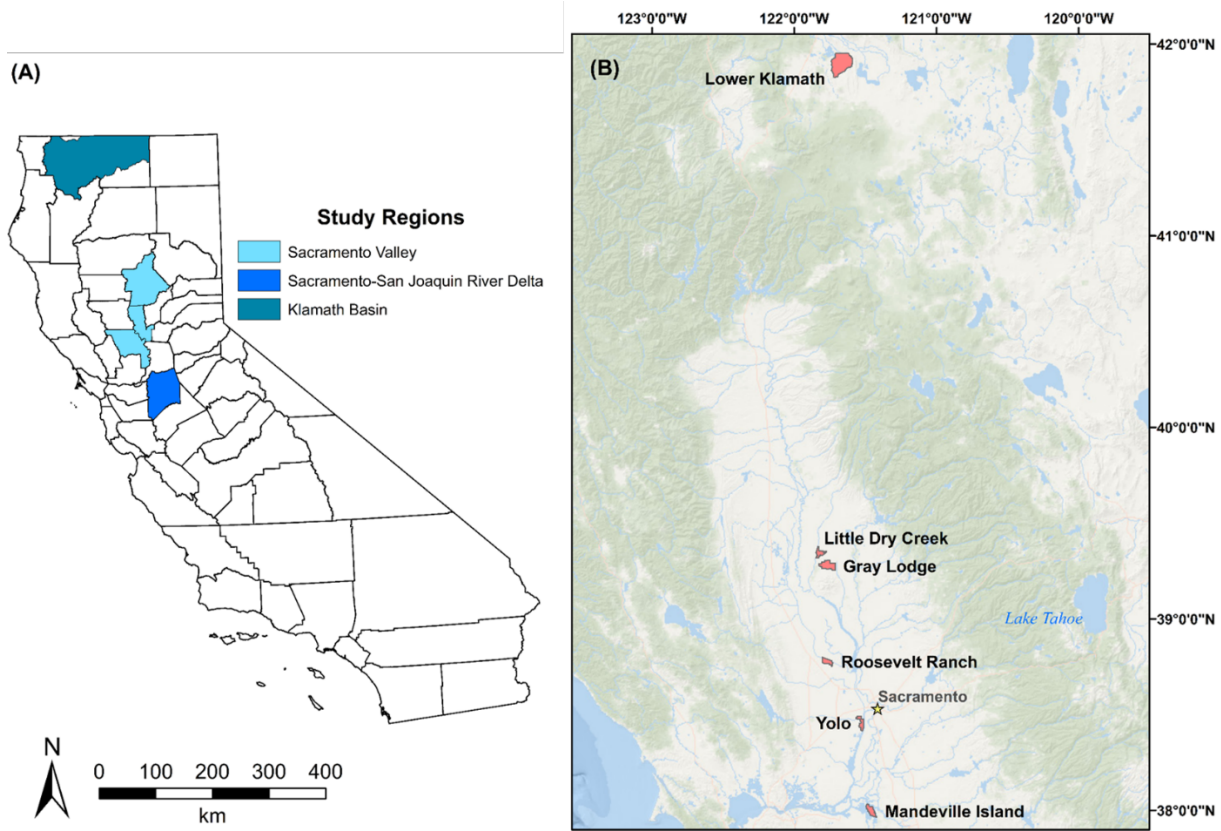 (A)
Study Regions
Sacramento Valley
Sacramento-San Joaquin River Delta
Klamath Basin
N
0 100 200 300 400
km
123°0'0"W 122°0'0"W 121°0'0"W 120°0'0"W
(B)
42°0'0"N
Lower Klamath
41°0'0"N
40°0'0"N
Little Dry Creek
Gray Lodge
39°0'0"N
Lake Tahoe
Roosevelt Ranch
Sacramento
Yolo
Mandeville Island
38°0'0"N